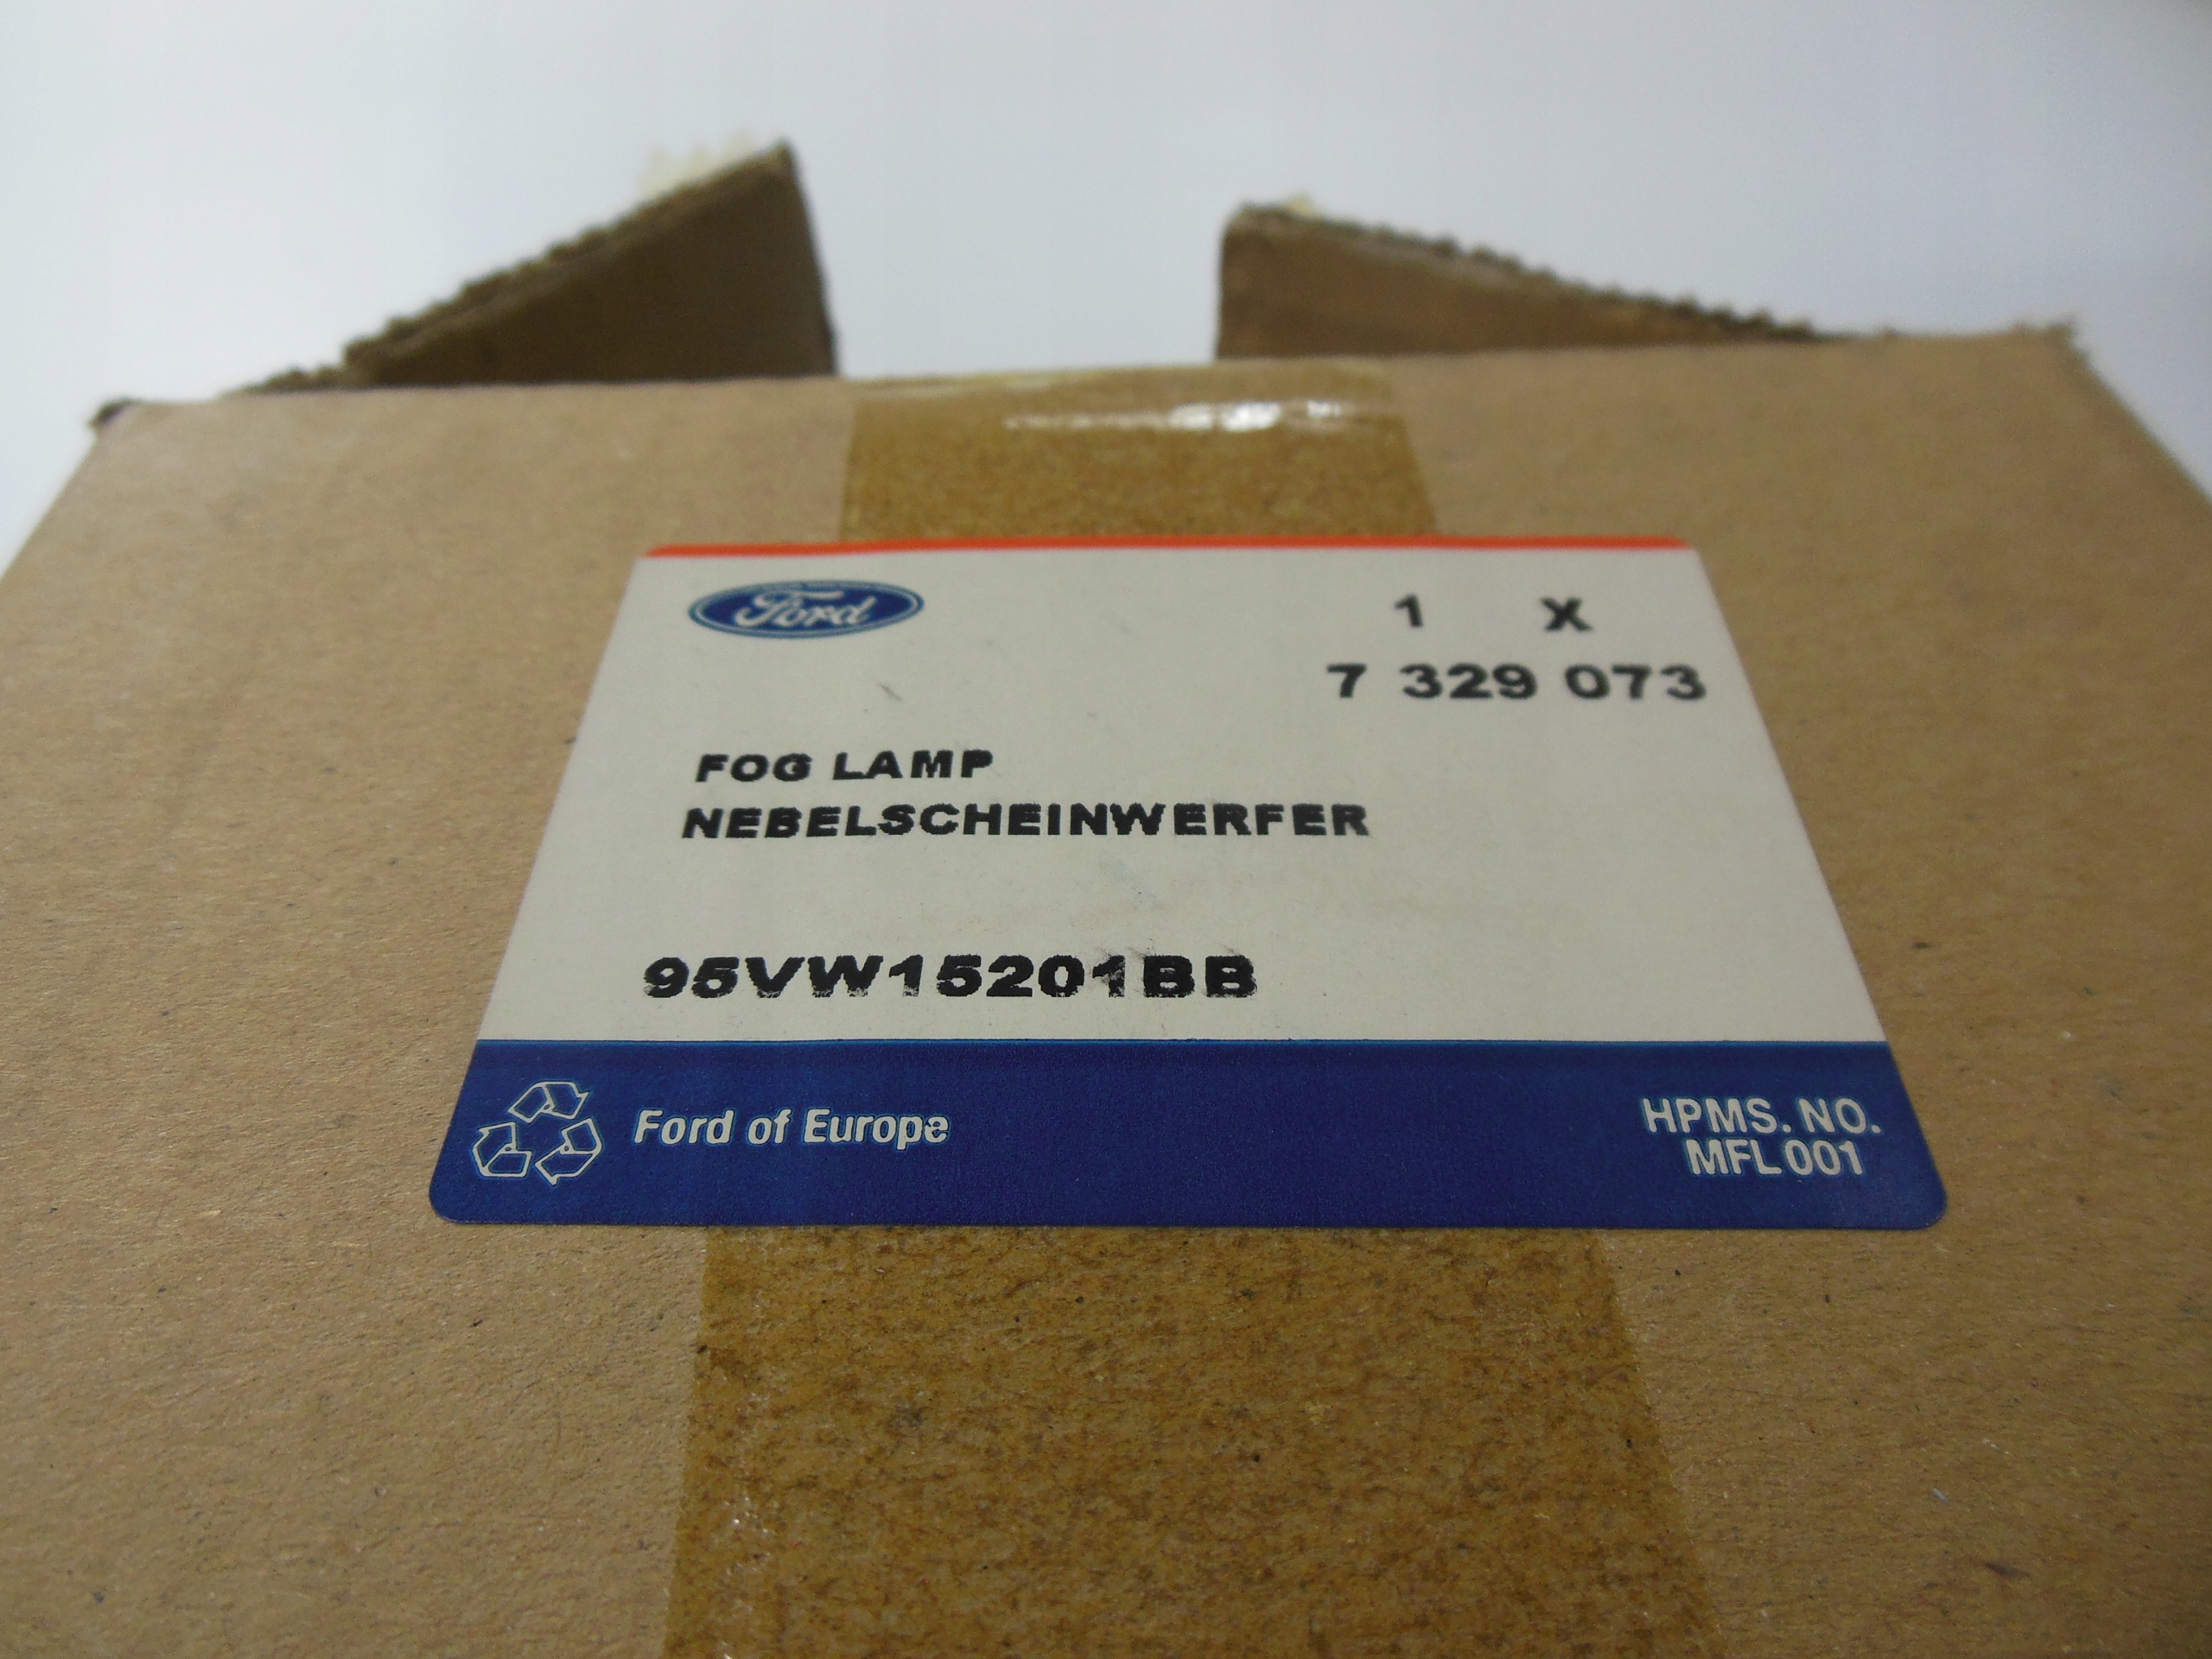 Ford
1 X
7 329 073
FOG LAMP
NEBELSCHEINWERFER
95VW15201BB
Ford of Europe
HPMS. NO.
MFL001